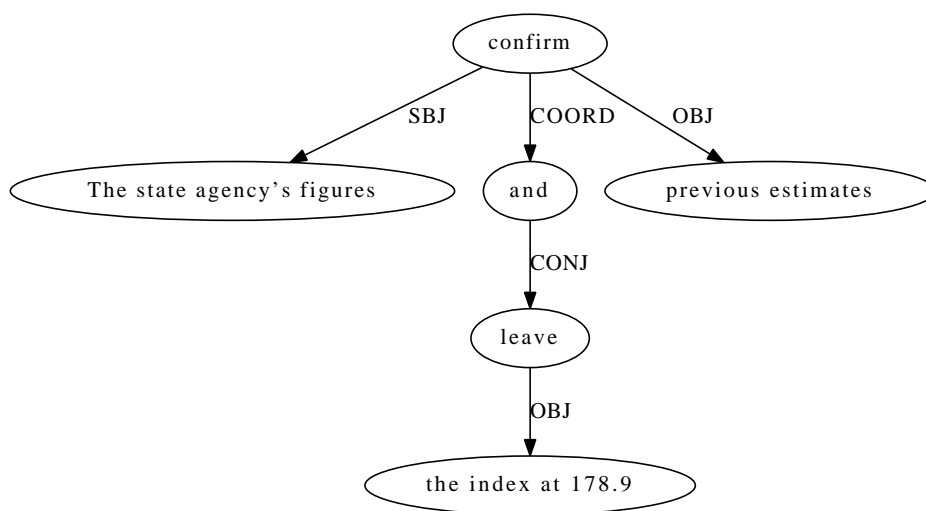 confirm
SBJ COORD OBJ
The state agency’s figures and previous estimates
CONJ
leave
OBJ
the index at 178.9